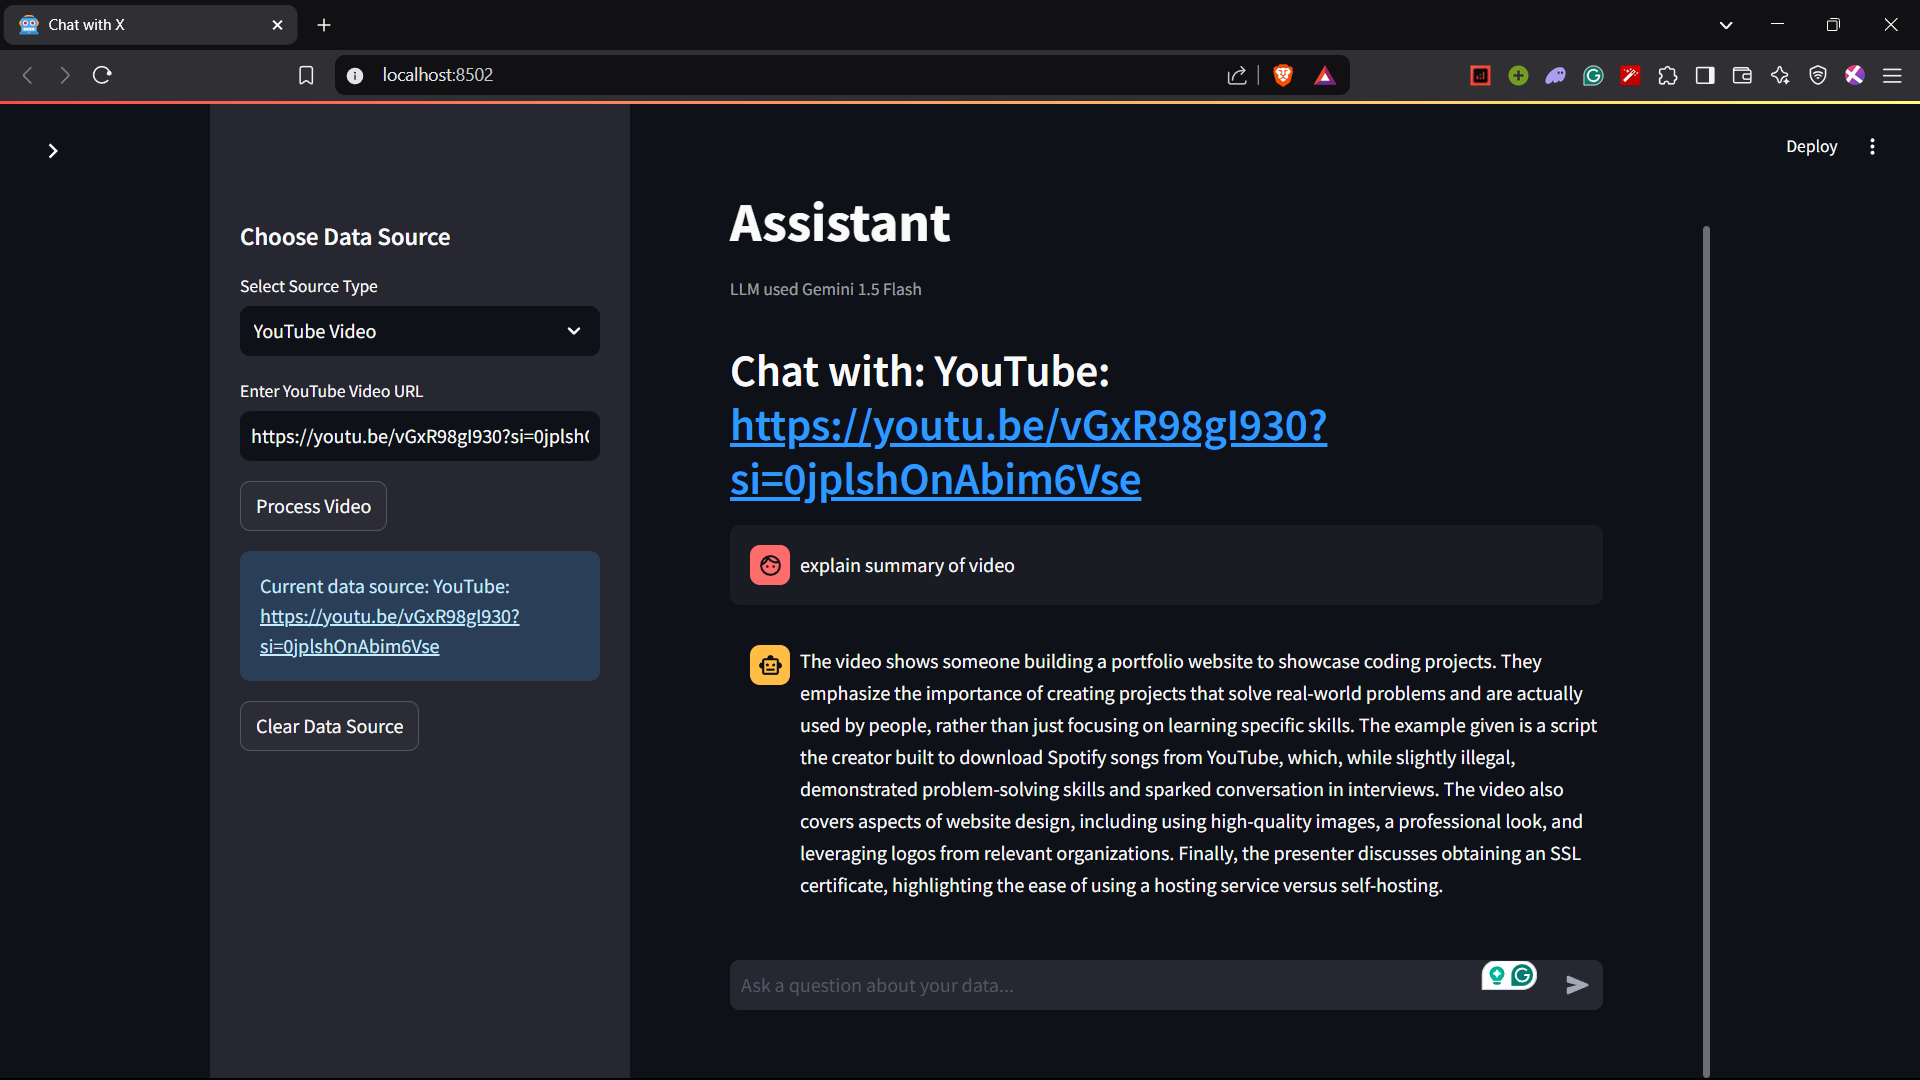 Chat with X
localhost:8502
Deploy
Choose Data Source
Select Source Type
YouTube Video
Enter YouTube Video URL
https://youtu.be/vGxR98gI930?si=0jplsh
Process Video
Current data source: YouTube:
https://youtu.be/vGxR98gI930?
si=0jplshOnAbim6Vse
Clear Data Source
Assistant
LLM used Gemini 1.5 Flash
Chat with: YouTube:
https://youtu.be/vGxR98gI930?
si=0jplshOnAbim6Vse
explain summary of video
The video shows someone building a portfolio website to showcase coding projects. They
emphasize the importance of creating projects that solve real-world problems and are actually
used by people, rather than just focusing on learning specific skills. The example given is a script
the creator built to download Spotify songs from YouTube, which, while slightly illegal,
demonstrated problem-solving skills and sparked conversation in interviews. The video also
covers aspects of website design, including using high-quality images, a professional look, and
leveraging logos from relevant organizations. Finally, the presenter discusses obtaining an SSL
certificate, highlighting the ease of using a hosting service versus self-hosting.
Ask a question about your data...